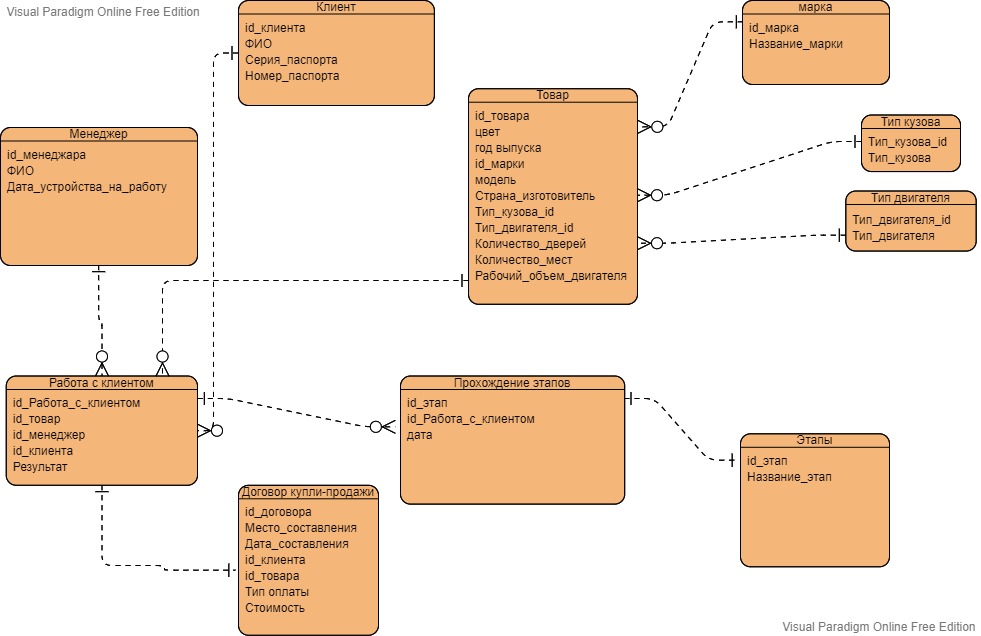 Visual Paradigm Online Free Edition
Клиент
id_клиента
ФИО
Серия_паспорта
Номер_паспорта
марка
id_марка
Название_марки
Товар
id_товара
цвет
год выпуска
id_марки
модель
Страна_изготовитель
Тип_кузова_id
Тип_двигателя_id
Количество_дверей
Количество_мест
Рабочий_объем_двигателя
Тип кузова
Тип_кузова_id
Тип_кузова
Тип двигателя
Тип_двигателя_id
Тип_двигателя
Менеджер
id_менеджара
ФИО
Дата_устройства_на_работу
Работа с клиентом
id_Работа_с_клиентом
id_товар
id_менеджер
id_клиента
Результат
Прохождение этапов
id_этап
id_Работа_с_клиентом
дата
Этапы
id_этап
Название_этап
Договор купли-продажи
id_договора
Место_составления
Дата_составления
id_клиента
id_товара
Тип оплаты
Стоимость
Visual Paradigm Online Free Edition